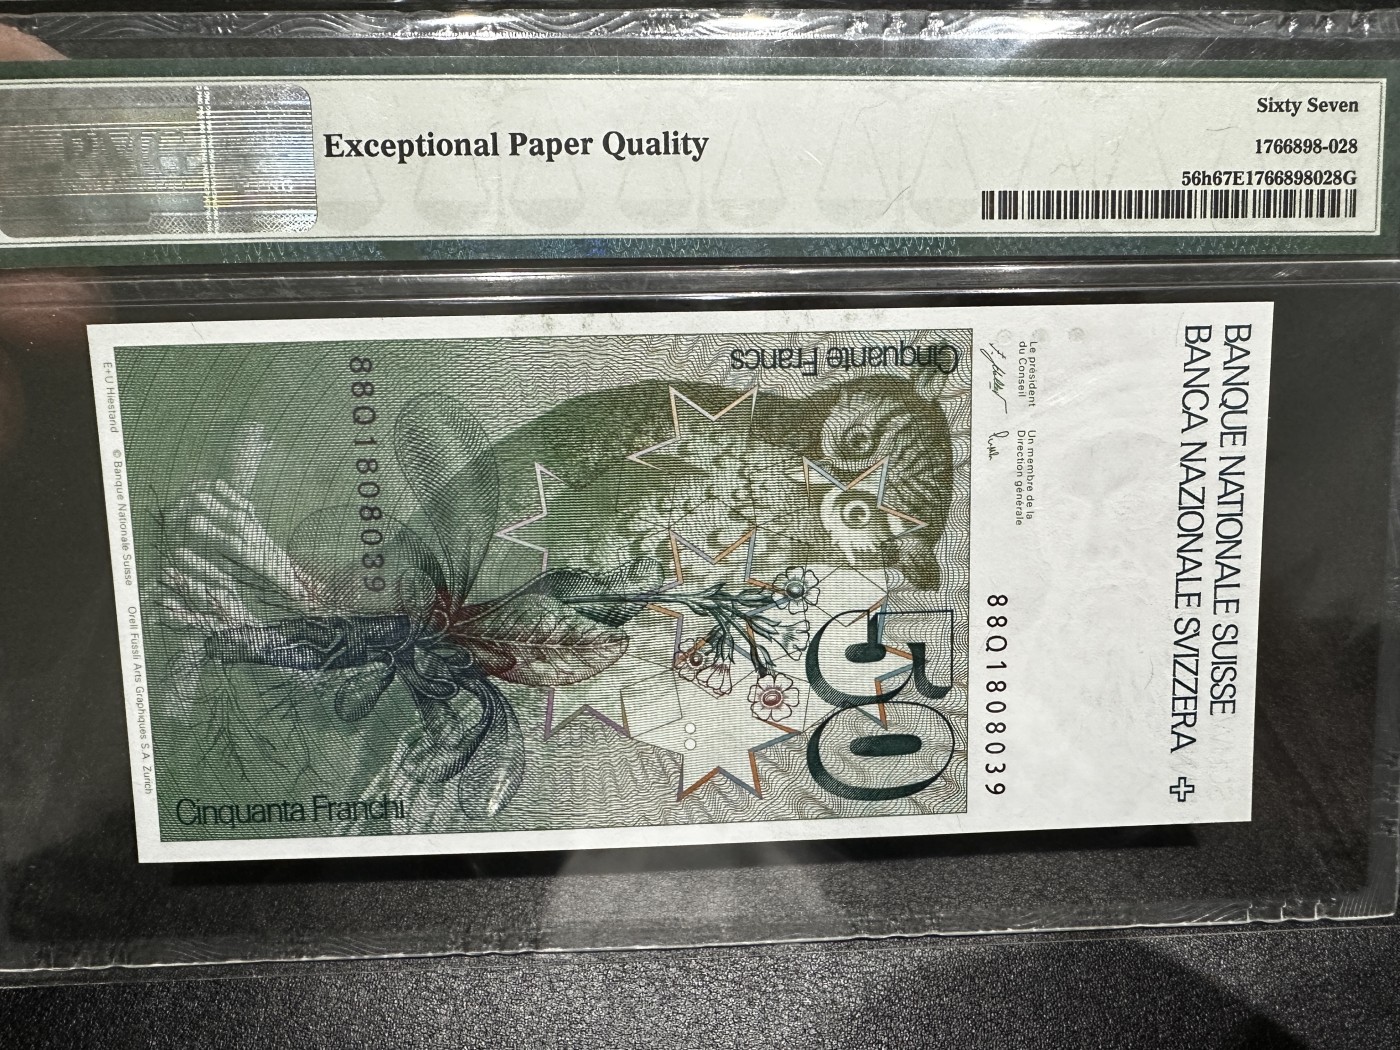 PMG
Exceptional Paper Quality
Sixty Seven
1766898-028
56h67E1766898028G
BANQUE NATIONALE SUISSE
BANCA NAZIONALE SVIZZERA
Le président
du Conseil
Un membre de la
Direction générale
88Q1808039
Cinquante Francs
50
88Q1808039
Cinquanta Franchi
E+U Hiestand © Banque Nationale Suisse Orell Füssli Arts Graphiques S.A. Zurich